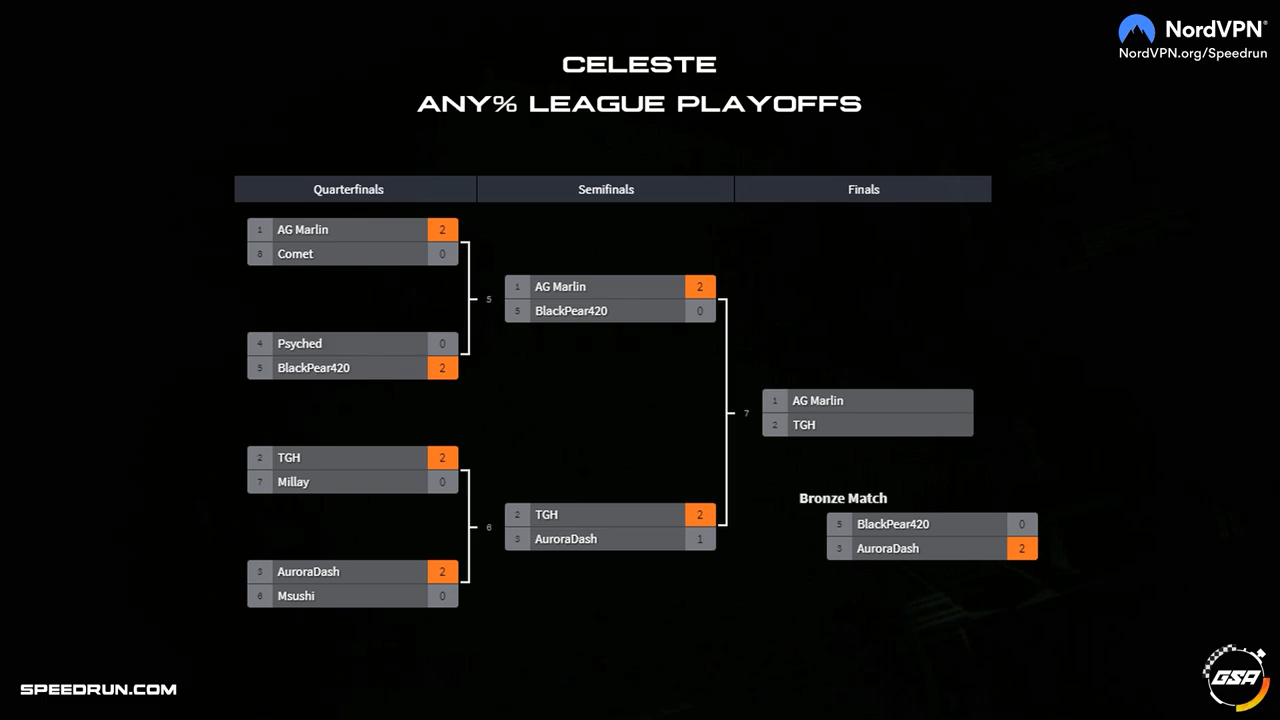 NordVPN®
NordVPN.org/Speedrun
CELESTE
ANY% LEAGUE PLAYOFFS
Quarterfinals Semifinals Finals
1 AG Marlin 2
8 Comet 0
4 Psyched 0
5 BlackPear420 2
2 TGH 2
7 Millay 0
3 AuroraDash 2
6 Msushi 0
5
1 AG Marlin 2
5 BlackPear420 0
6
2 TGH 2
3 AuroraDash 1
7
1 AG Marlin
2 TGH
Bronze Match
5 BlackPear420 0
3 AuroraDash 2
SPEEDRUN.COM
GSA